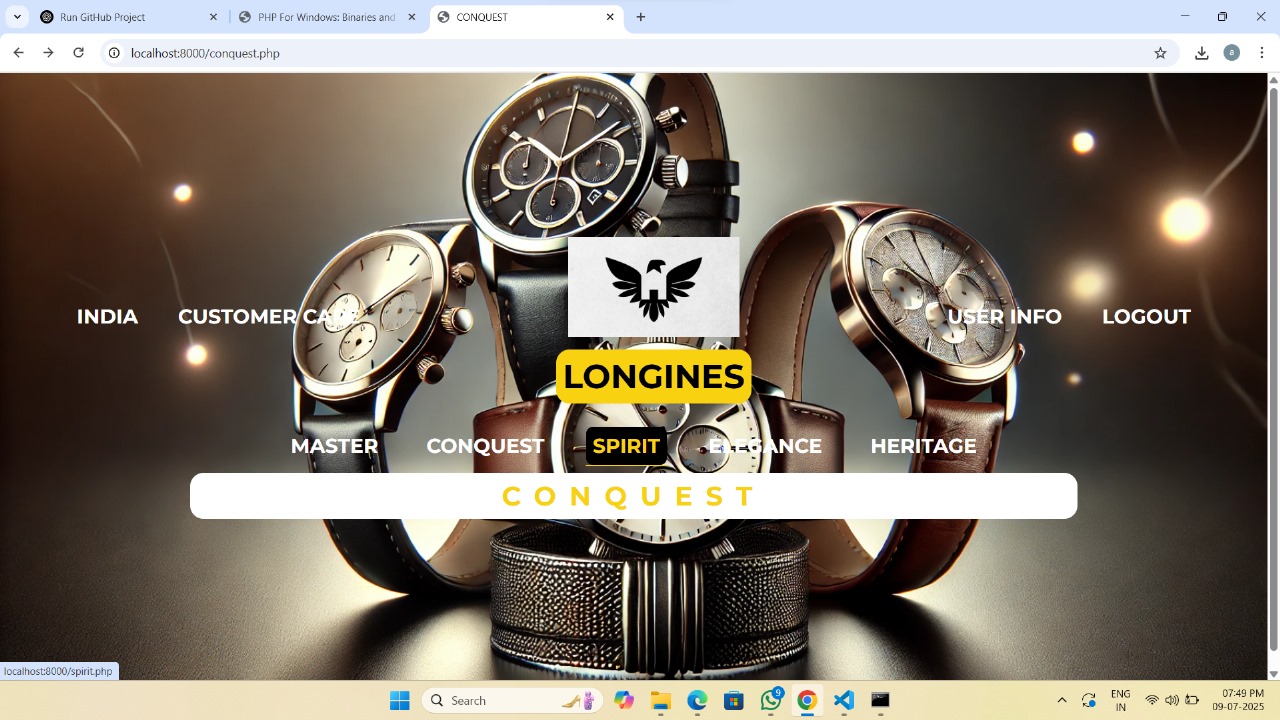 Run GitHub Project
PHP For Windows: Binaries and
CONQUEST
localhost:8000/conquest.php
a
INDIA CUSTOMER CARE USER INFO LOGOUT
LONGINES
MASTER CONQUEST SPIRIT ELEGANCE HERITAGE
CONQUEST
localhost:8000/spirit.php
Search
9
ENG
IN
07:49 PM
09-07-2025